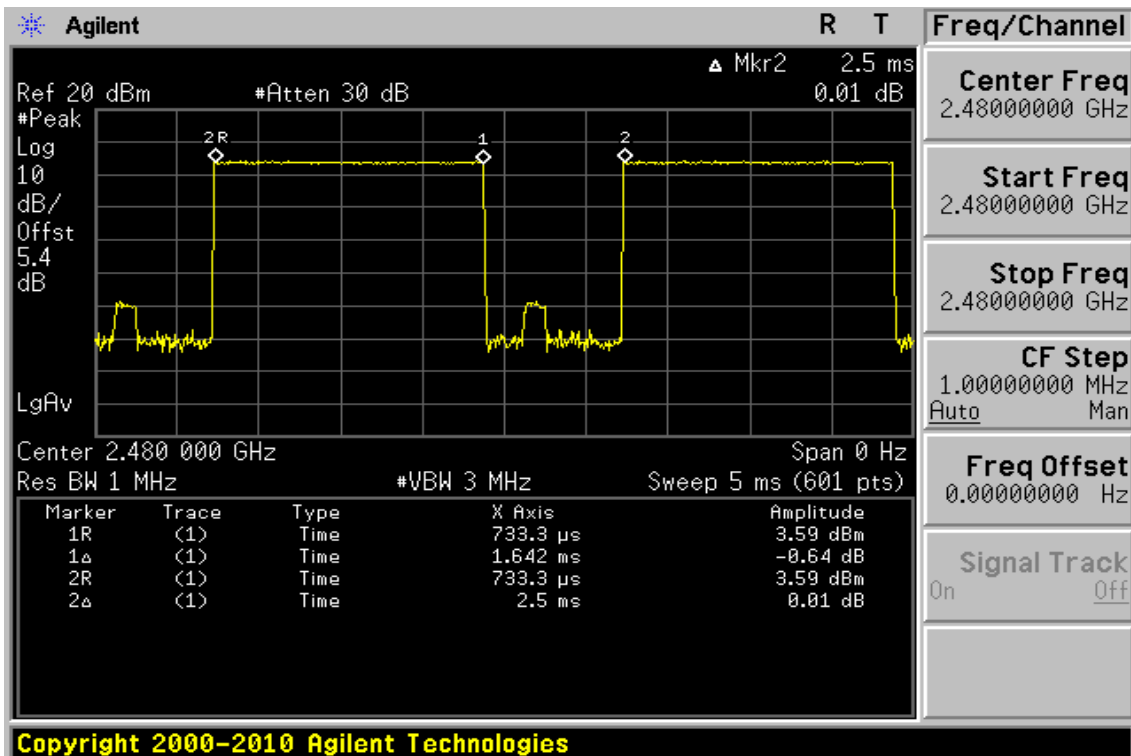 Agilent
R T
Freq/Channel
Δ Mkr2 2.5 ms
Ref 20 dBm #Atten 30 dB 0.01 dB
#Peak
Log
10
dB/
Offst
5.4
dB
LgAv
2R
1
2
Center 2.480 000 GHz Span 0 Hz
Res BW 1 MHz #VBW 3 MHz Sweep 5 ms (601 pts)
Marker Trace Type X Axis Amplitude
1R (1) Time 733.3 µs 3.59 dBm
1Δ (1) Time 1.642 ms -0.64 dB
2R (1) Time 733.3 µs 3.59 dBm
2Δ (1) Time 2.5 ms 0.01 dB
Center Freq
2.48000000 GHz
Start Freq
2.48000000 GHz
Stop Freq
2.48000000 GHz
CF Step
1.00000000 MHz
Auto Man
Freq Offset
0.00000000 Hz
Signal Track
On Off
Copyright 2000-2010 Agilent Technologies